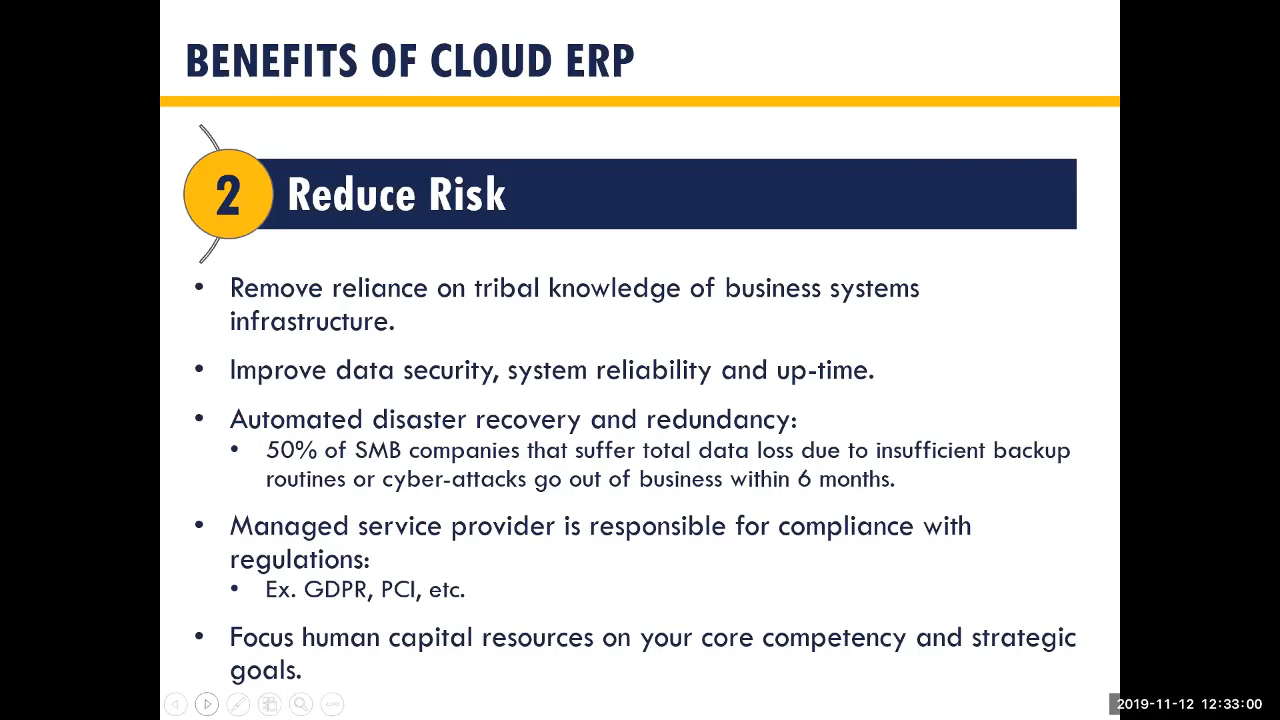 BENEFITS OF CLOUD ERP
2
Reduce Risk
• Remove reliance on tribal knowledge of business systems
infrastructure.
• Improve data security, system reliability and up-time.
• Automated disaster recovery and redundancy:
• 50% of SMB companies that suffer total data loss due to insufficient backup
routines or cyber-attacks go out of business within 6 months.
• Managed service provider is responsible for compliance with
regulations:
• Ex. GDPR, PCI, etc.
• Focus human capital resources on your core competency and strategic
goals.
2019-11-12 12:33:00